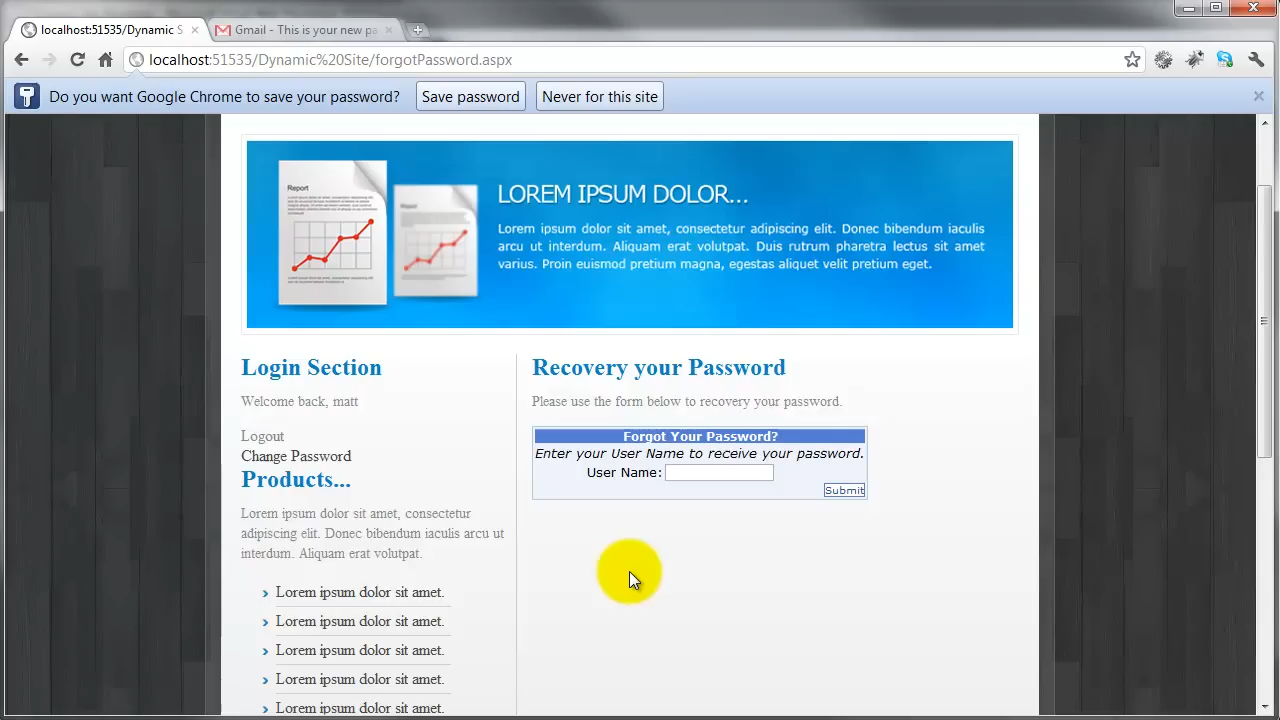 localhost:51535/Dynamic S
Gmail - This is your new pa
localhost:51535/Dynamic%20Site/forgotPassword.aspx
Do you want Google Chrome to save your password?
Save password
Never for this site
Report
Report
LOREM IPSUM DOLOR...
Lorem ipsum dolor sit amet, consectetur adipiscing elit. Donec bibendum iaculis
arcu ut interdum. Aliquam erat volutpat. Duis rutrum pharetra lectus sit amet
varius. Proin euismod pretium magna, egestas aliquet velit pretium eget.
Login Section
Welcome back, matt
Logout
Change Password
Products...
Lorem ipsum dolor sit amet, consectetur
adipiscing elit. Donec bibendum iaculis arcu ut
interdum. Aliquam erat volutpat.
Lorem ipsum dolor sit amet.
Lorem ipsum dolor sit amet.
Lorem ipsum dolor sit amet.
Lorem ipsum dolor sit amet.
Lorem ipsum dolor sit amet.
Recovery your Password
Please use the form below to recovery your password.
Forgot Your Password?
Enter your User Name to receive your password.
User Name:
Submit